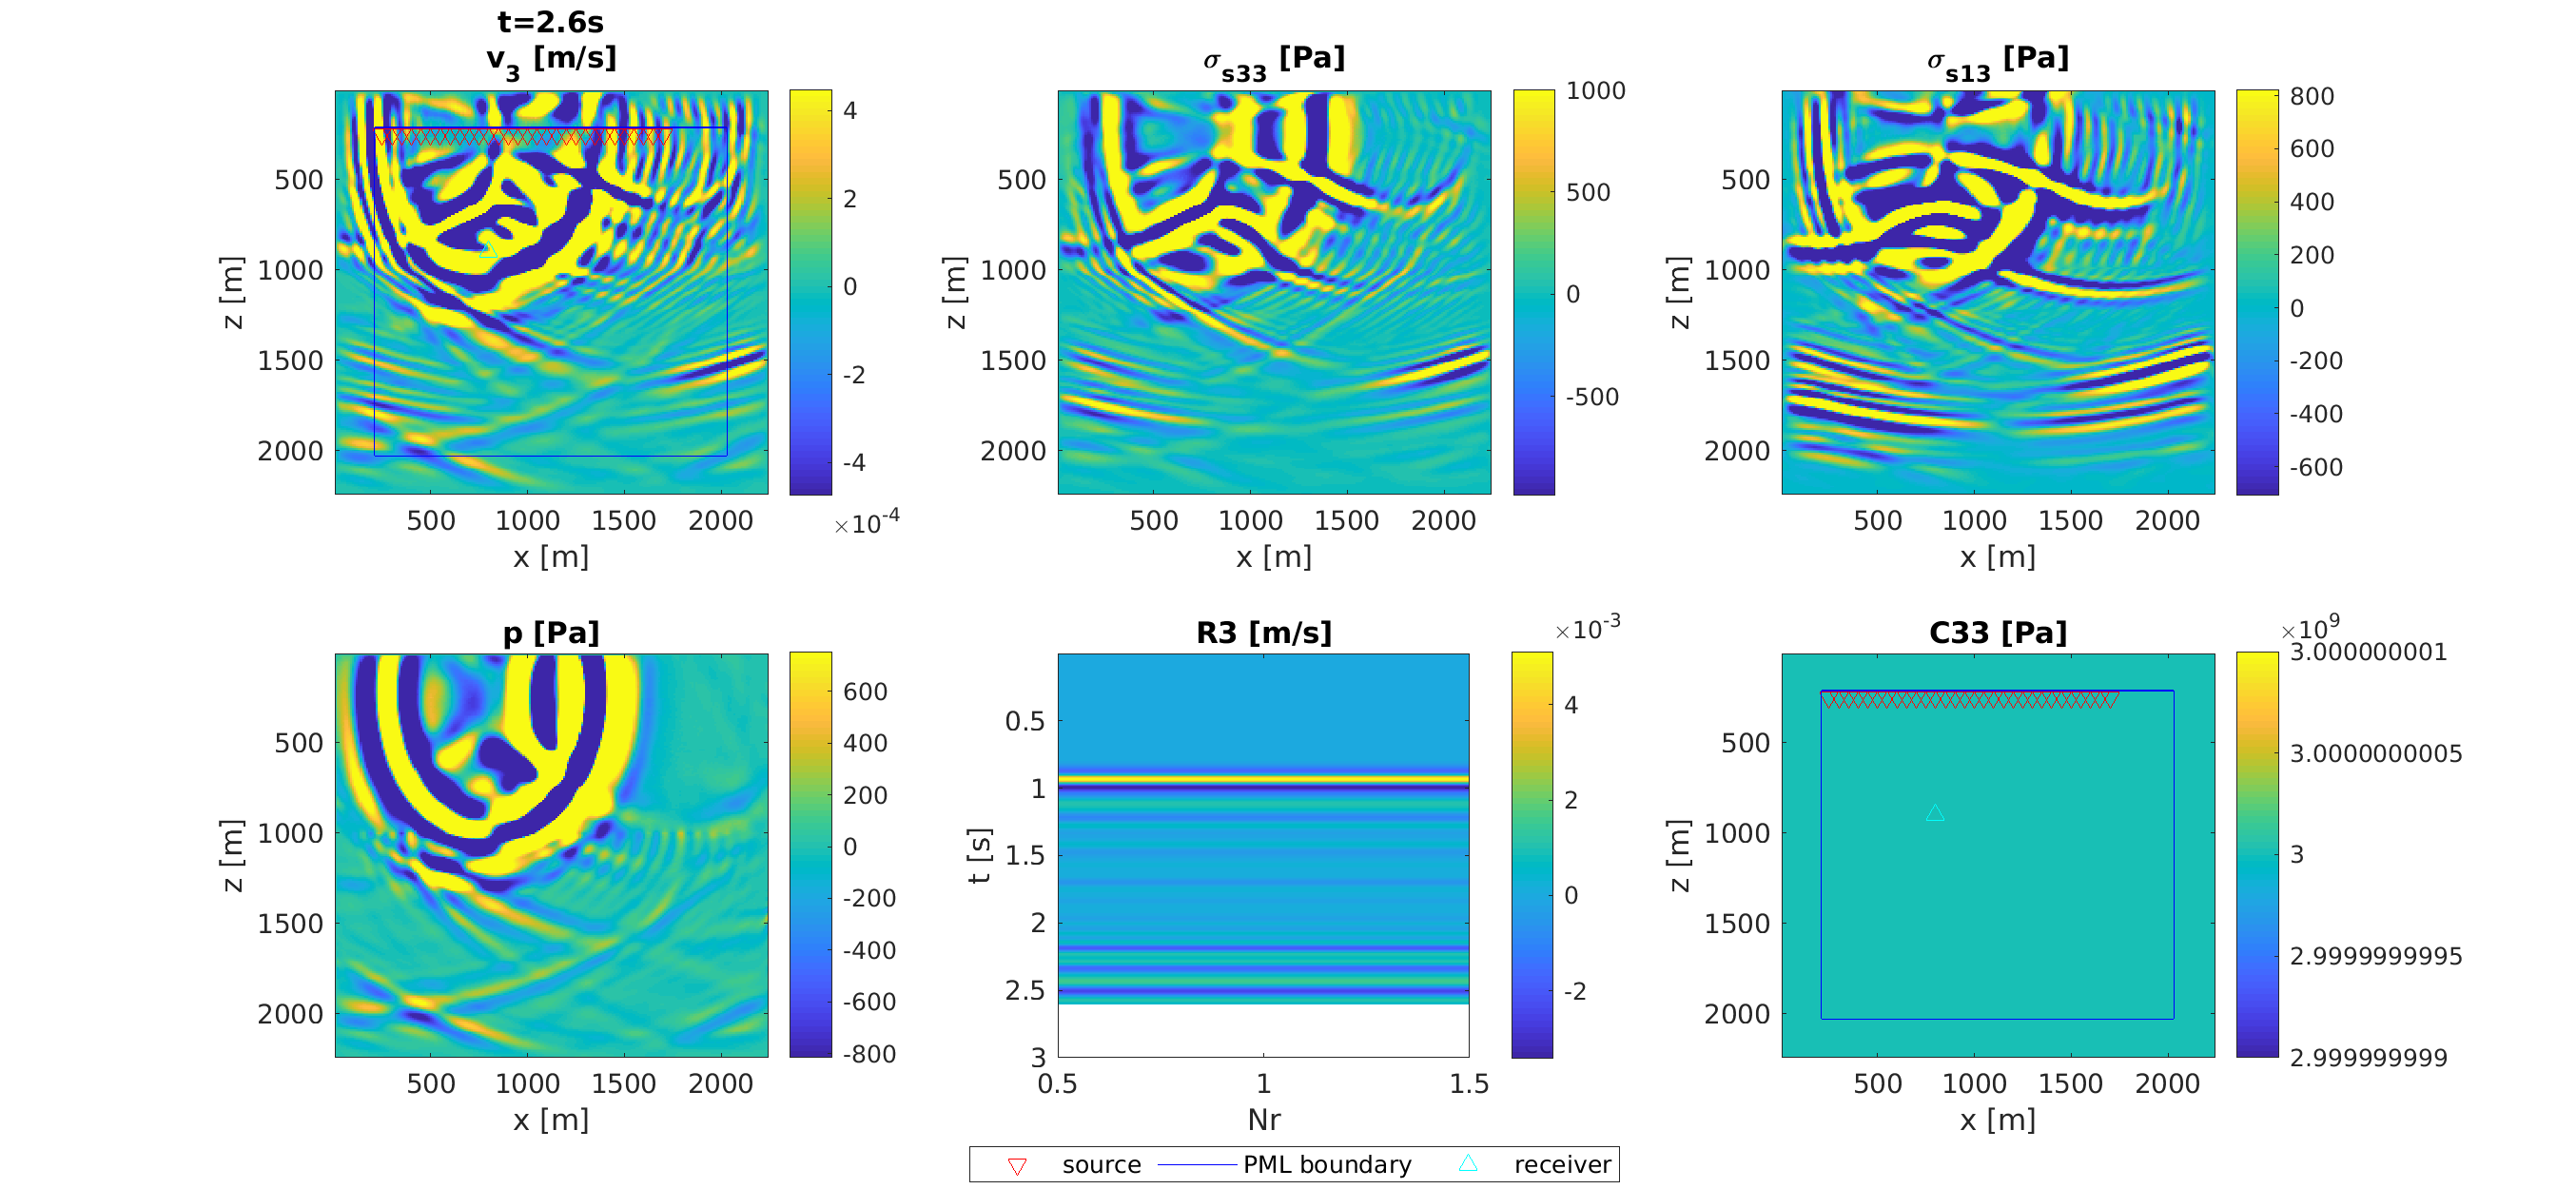 t=2.6s
v3 [m/s]
σs33 [Pa]
σs13 [Pa]
z [m]
500
1000
1500
2000
500 1000 1500 2000
x [m]
4
2
0
-2
-4
×10-4
z [m]
500
1000
1500
2000
500 1000 1500 2000
x [m]
1000
500
0
-500
z [m]
500
1000
1500
2000
500 1000 1500 2000
x [m]
800
600
400
200
0
-200
-400
-600
p [Pa]
z [m]
500
1000
1500
2000
500 1000 1500 2000
x [m]
600
400
200
0
-200
-400
-600
-800
R3 [m/s]
t [s]
0.5
1
1.5
2
2.5
3
0.5 1 1.5
Nr
×10-3
4
2
0
-2
C33 [Pa]
z [m]
500
1000
1500
2000
500 1000 1500 2000
x [m]
×109
3.000000001
3.0000000005
3
2.9999999995
2.999999999
source PML boundary receiver